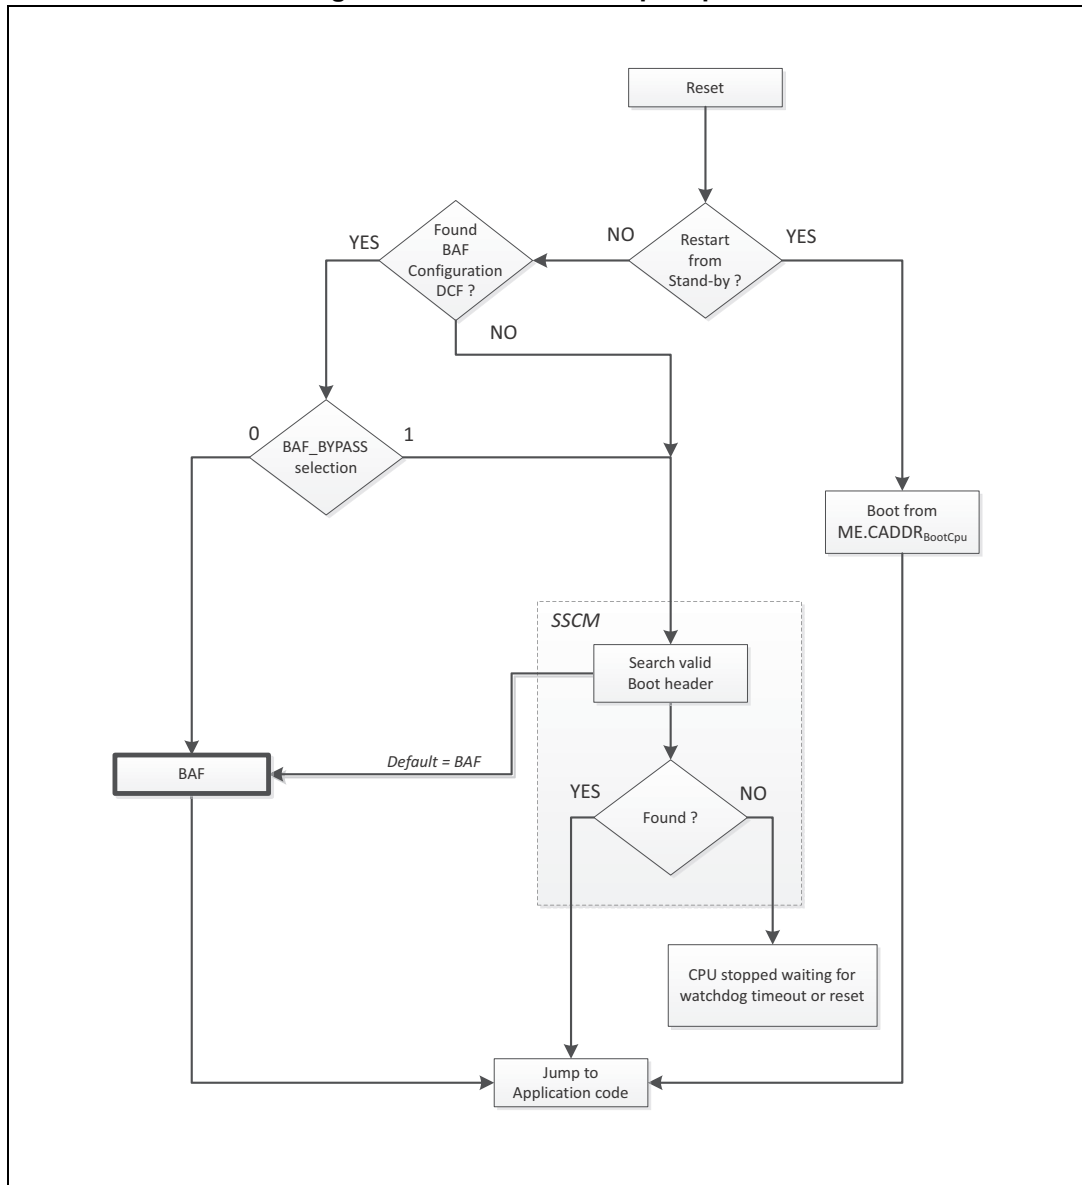 Reset
Found
BAF
Configuration
DCF ?
YES
NO
Restart
from
Stand-by ?
YES
NO
0
BAF_BYPASS
selection
1
Boot from
ME.CADDRBootCpu
SSCM
Search valid
Boot header
Default = BAF
BAF
YES
NO
Found ?
CPU stopped waiting for
watchdog timeout or reset
Jump to
Application code